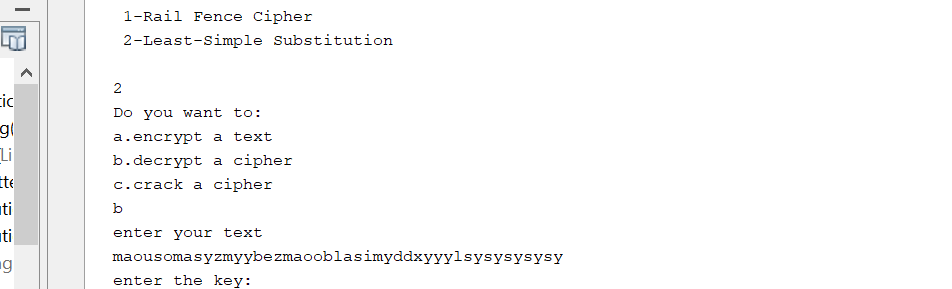 1-Rail Fence Cipher
2-Least-Simple Substitution
2
Do you want to:
a.encrypt a text
b.decrypt a cipher
c.crack a cipher
b
enter your text
maousomasyzmyybezmaooblasimyddxyyylsysysysysy
enter the key: